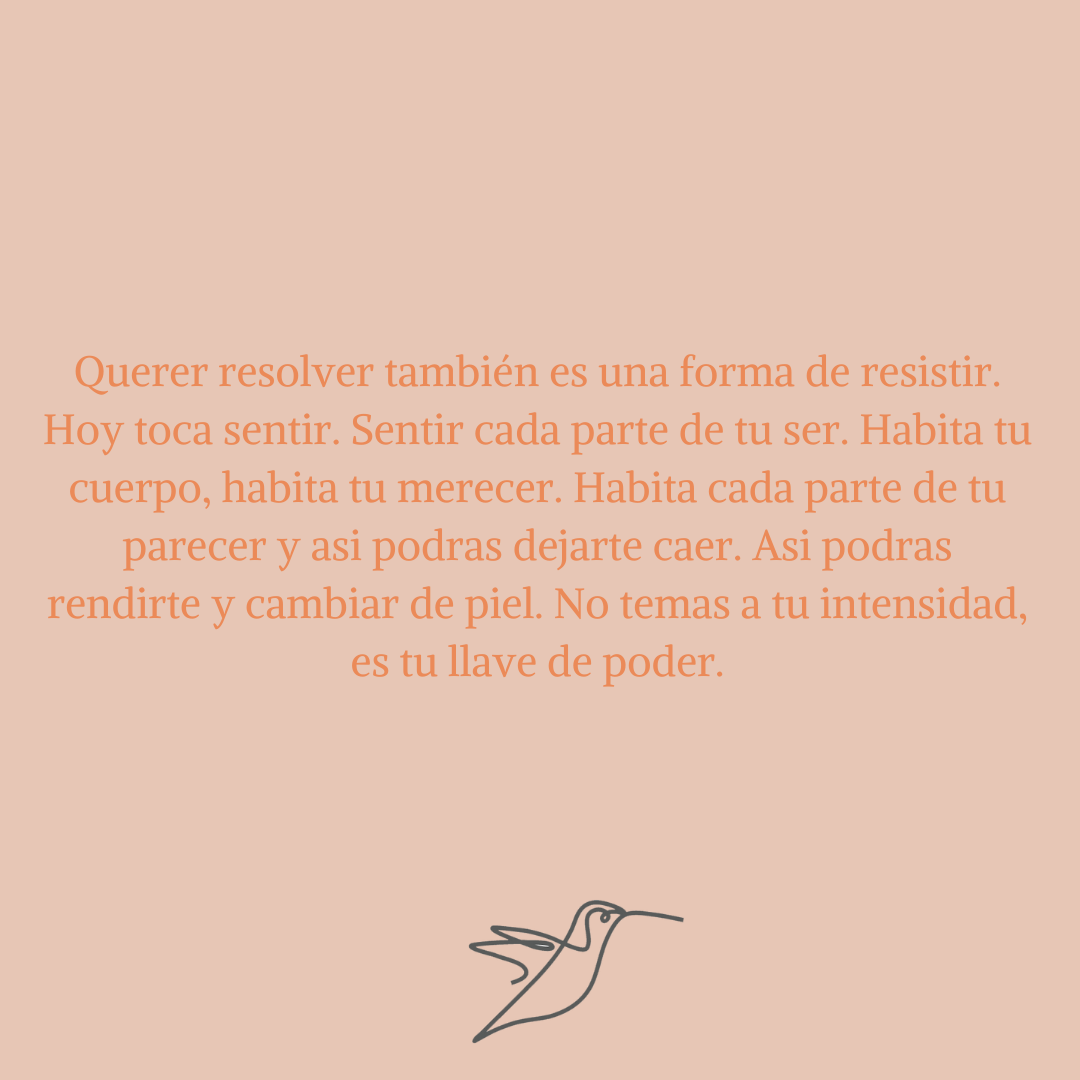 Querer resolver también es una forma de resistir.
Hoy toca sentir. Sentir cada parte de tu ser. Habita tu
cuerpo, habita tu merecer. Habita cada parte de tu
parecer y asi podras dejarte caer. Asi podras
rendirte y cambiar de piel. No temas a tu intensidad,
es tu llave de poder.